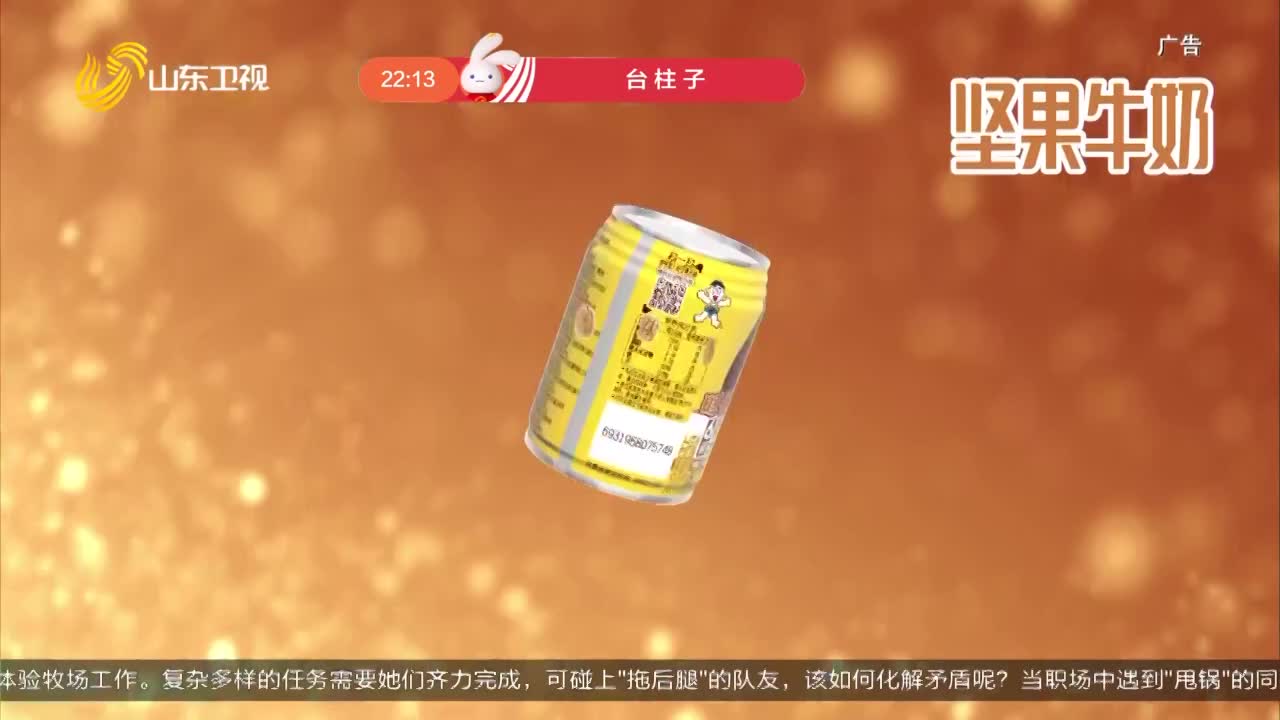 广告
山东卫视
22:13
台柱子
坚果牛奶
6931958075748
体验牧场工作。复杂多样的任务需要她们齐力完成，可碰上"拖后腿"的队友，该如何化解矛盾呢？当职场中遇到"甩锅"的同